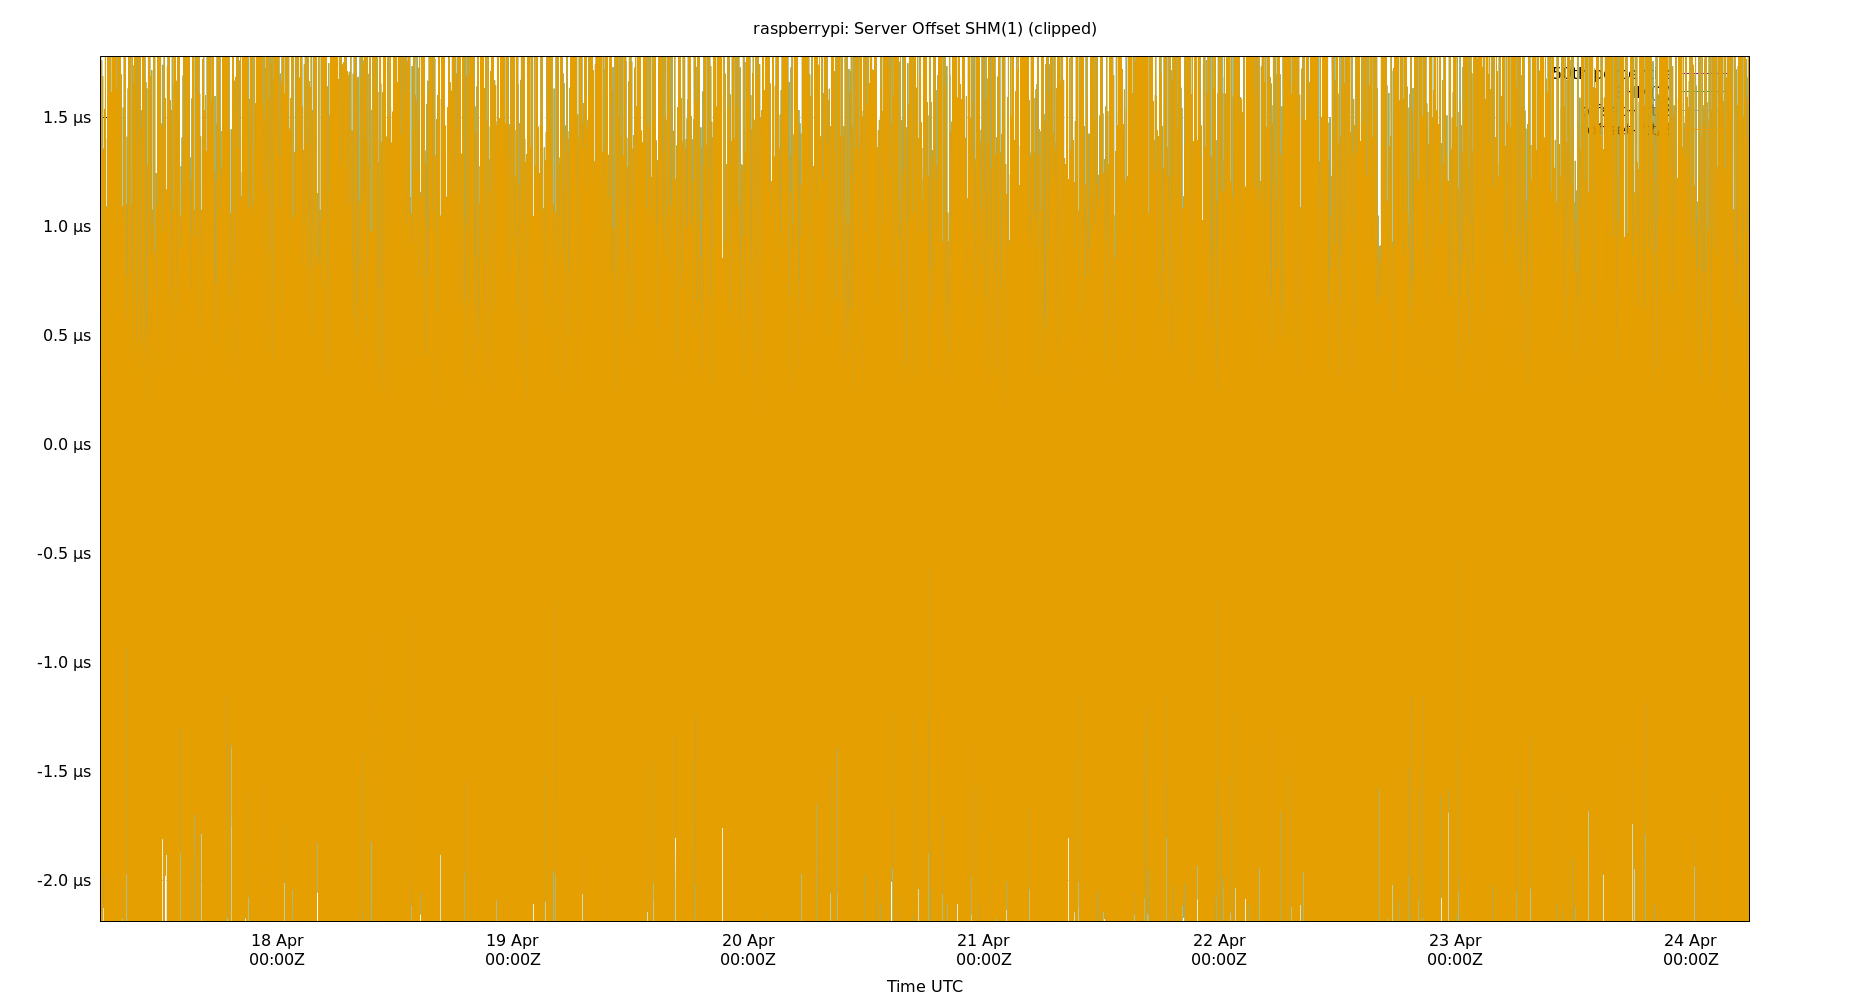 raspberrypi: Server Offset SHM(1) (clipped)
1.5 µs
1.0 µs
0.5 µs
0.0 µs
-0.5 µs
-1.0 µs
-1.5 µs
-2.0 µs
18 Apr 19 Apr 20 Apr 21 Apr 22 Apr 23 Apr 24 Apr
00:00Z 00:00Z 00:00Z 00:00Z 00:00Z 00:00Z 00:00Z
Time UTC